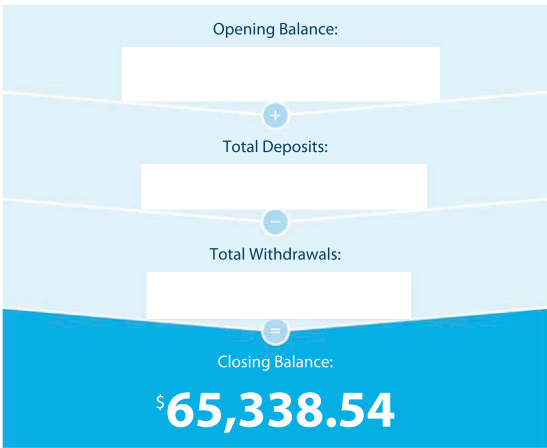 Opening Balance:
+
Total Deposits:
−
Total Withdrawals:
=
Closing Balance:
$65,338.54